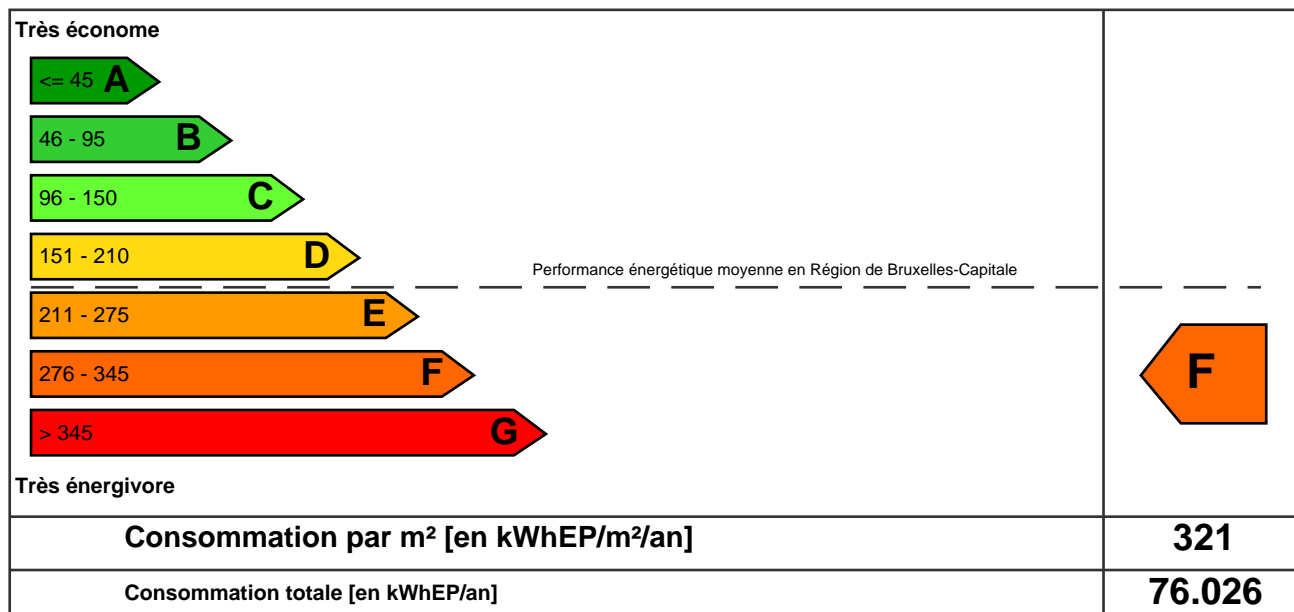 Très économe
<= 45 A
46 - 95 B
96 - 150 C
151 - 210 D
Performance énergétique moyenne en Région de Bruxelles-Capitale
211 - 275 E
276 - 345 F
F
> 345 G
Très énergivore
Consommation par m² [en kWhEP/m²/an] 321
Consommation totale [en kWhEP/an] 76.026